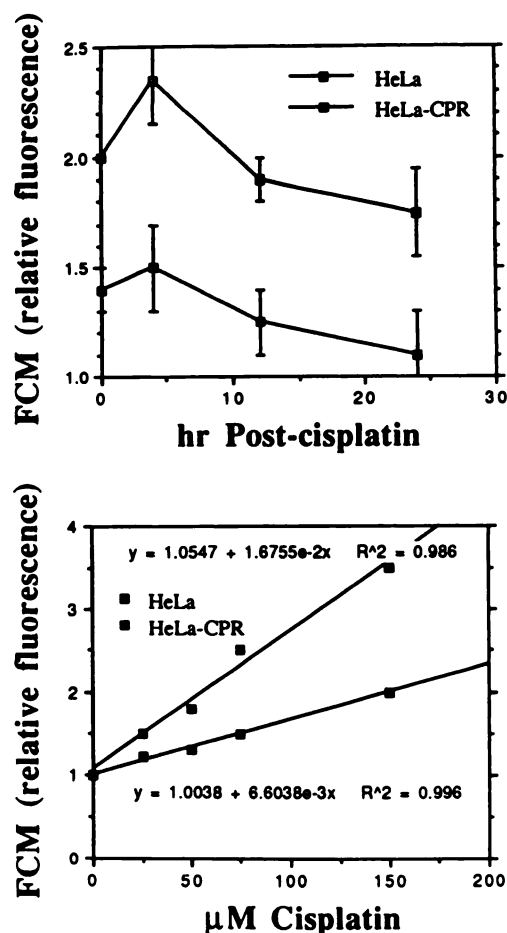 FCM (relative fluorescence)
2.5
2.0
1.5
1.0
HeLa
HeLa-CPR
0
10
20
30
hr Post-cisplatin
FCM (relative fluorescence)
4
3
2
1
0
y = 1.0547 + 1.6755e-2x R^2 = 0.986
HeLa
HeLa-CPR
y = 1.0038 + 6.6038e-3x R^2 = 0.996
0
50
100
150
200
μM Cisplatin